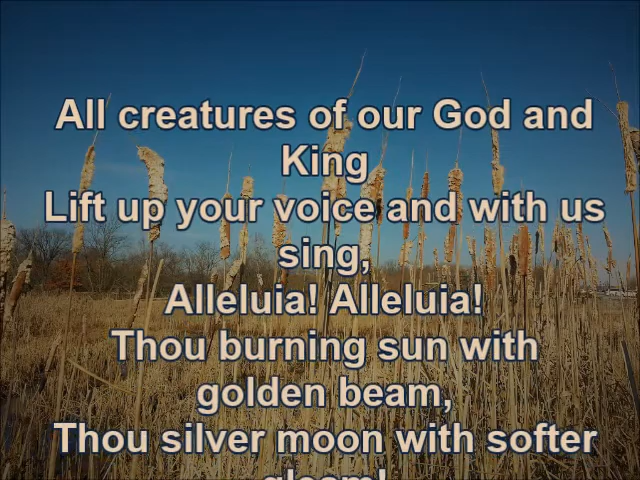 All creatures of our God and
King
Lift up your voice and with us
sing,
Alleluia! Alleluia!
Thou burning sun with
golden beam,
Thou silver moon with softer
gleam!